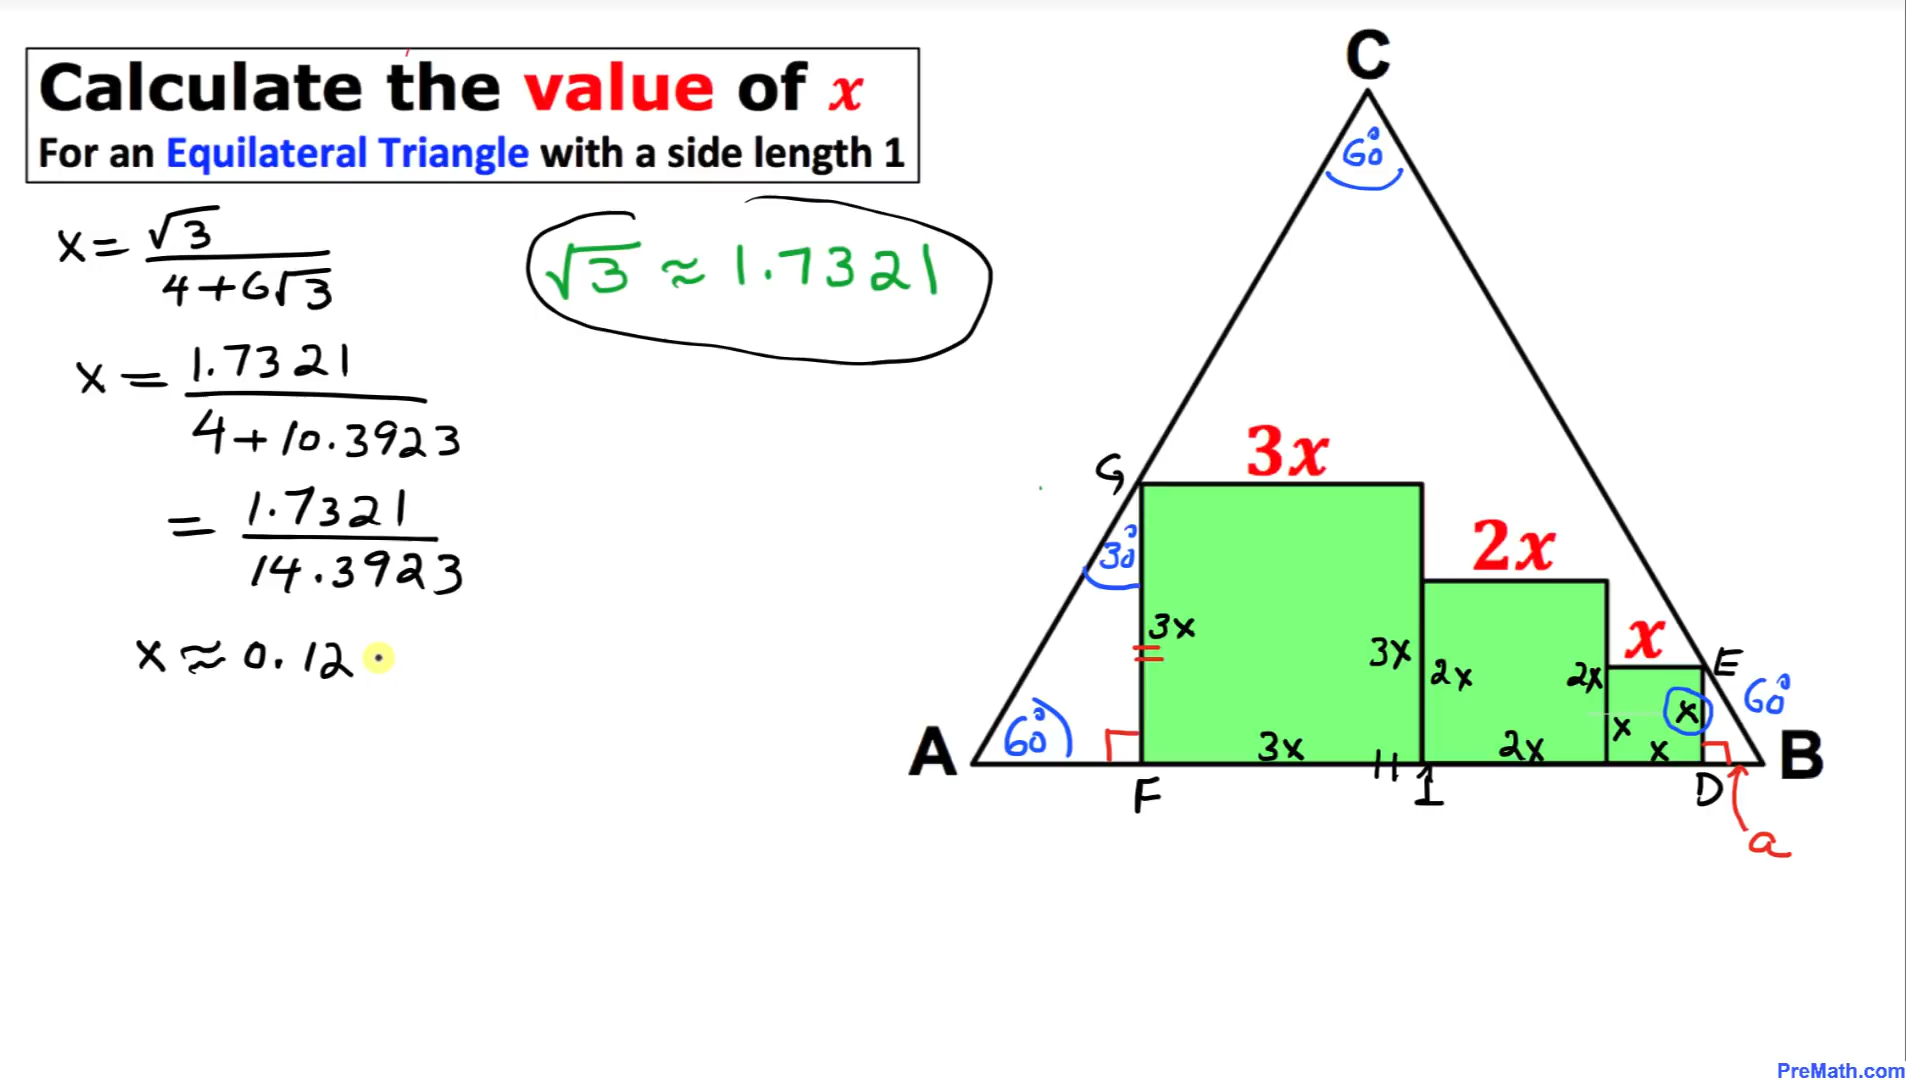 Calculate the value of x
For an Equilateral Triangle with a side length 1
x = √3 / 4 + 6√3
√3 ≈ 1.7321
x = 1.7321 / 4 + 10.3923
= 1.7321 / 14.3923
x ≈ 0.12
C
60°
G
3x
30°
2x
3x
3x
2x
2x
x
E
60°
x
x
A
60°
3x
2x
x
B
F
I
D
a
PreMath.com